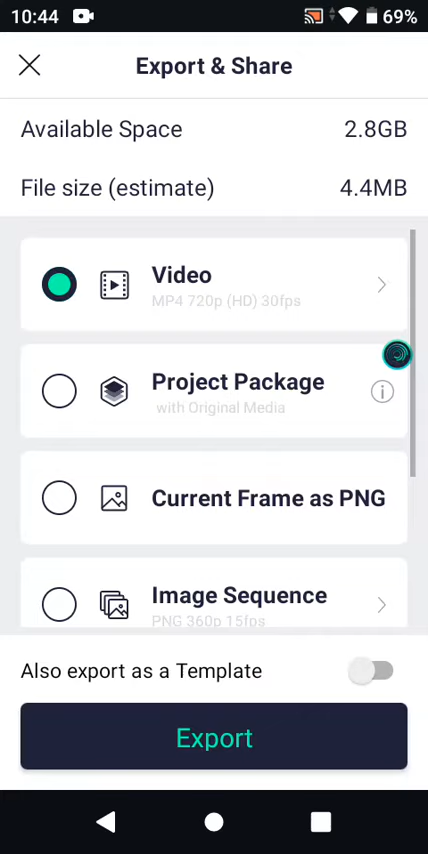 10:44
69%
Export & Share
Available Space 2.8GB
File size (estimate) 4.4MB
Video
MP4 720p (HD) 30fps
Project Package
with Original Media
Current Frame as PNG
Image Sequence
PNG 360p 15fps
Also export as a Template
Export